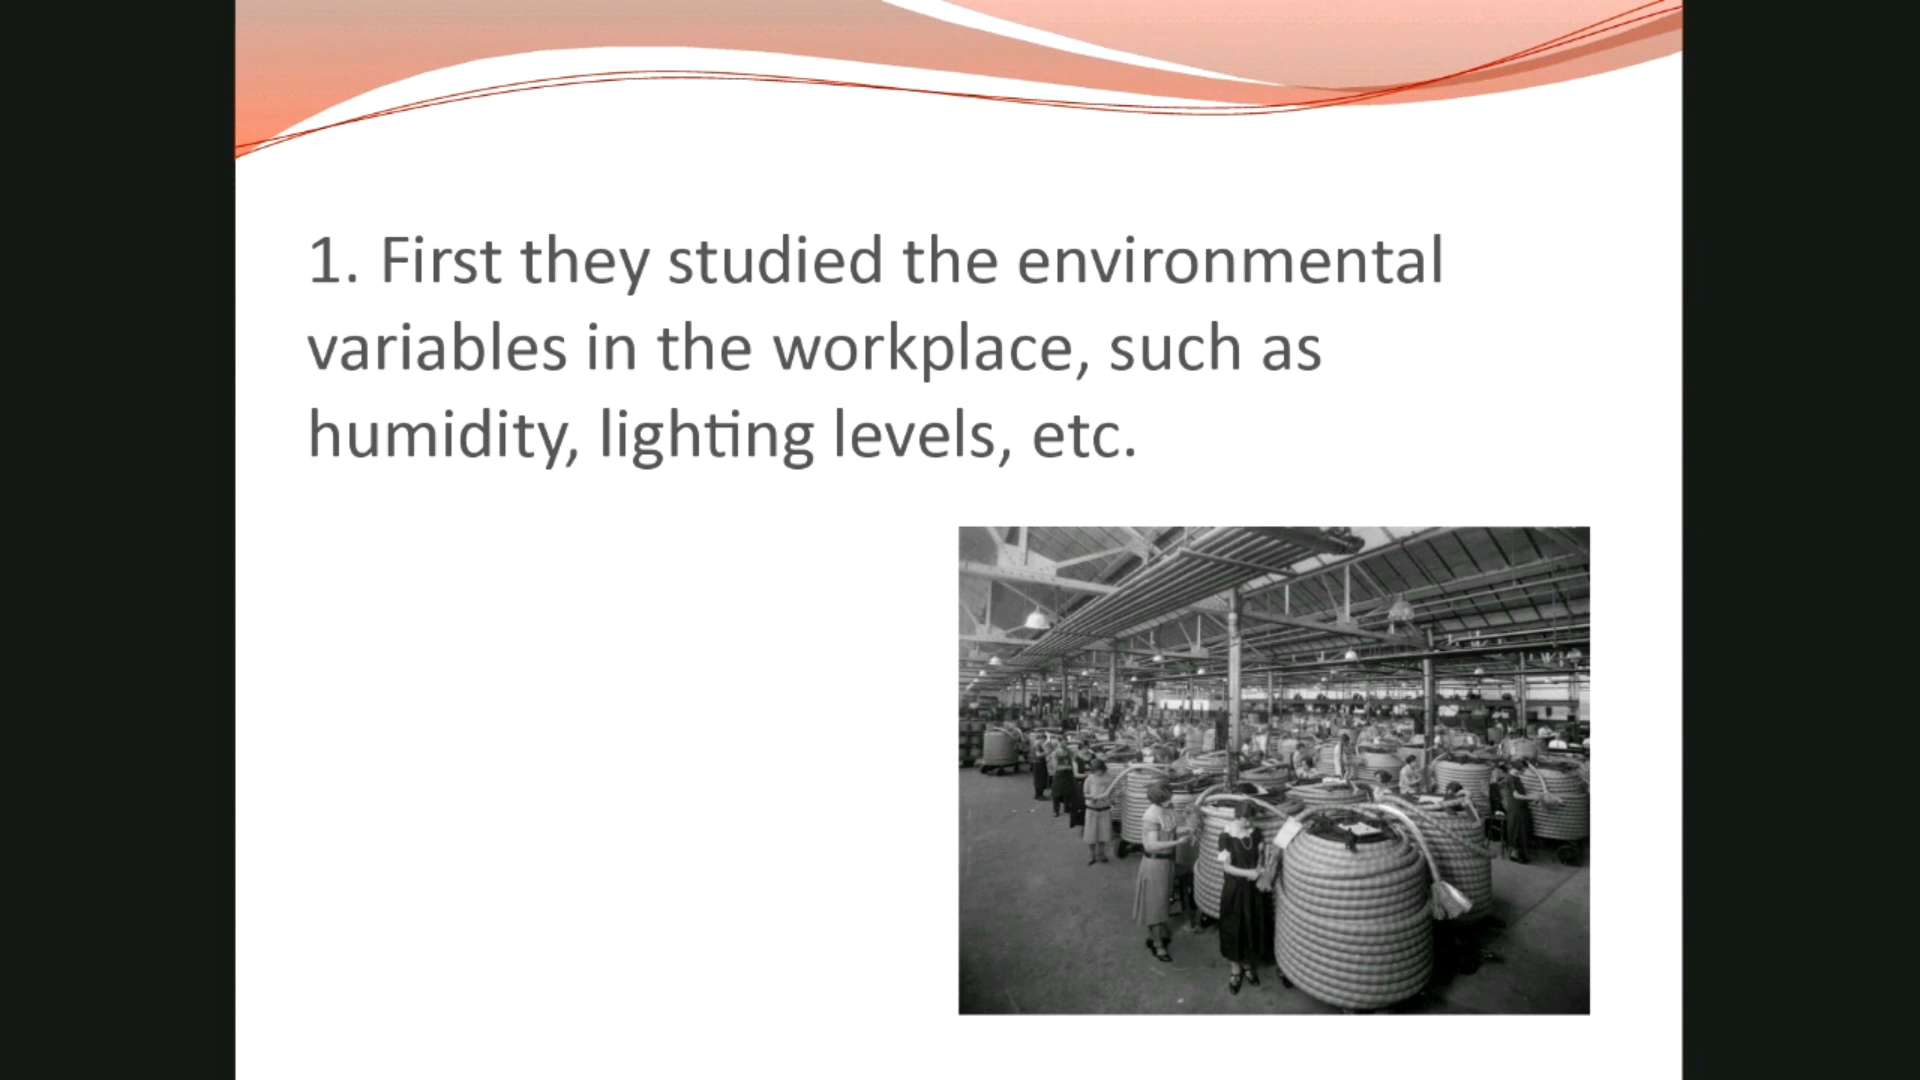 1. First they studied the environmental
variables in the workplace, such as
humidity, lighting levels, etc.